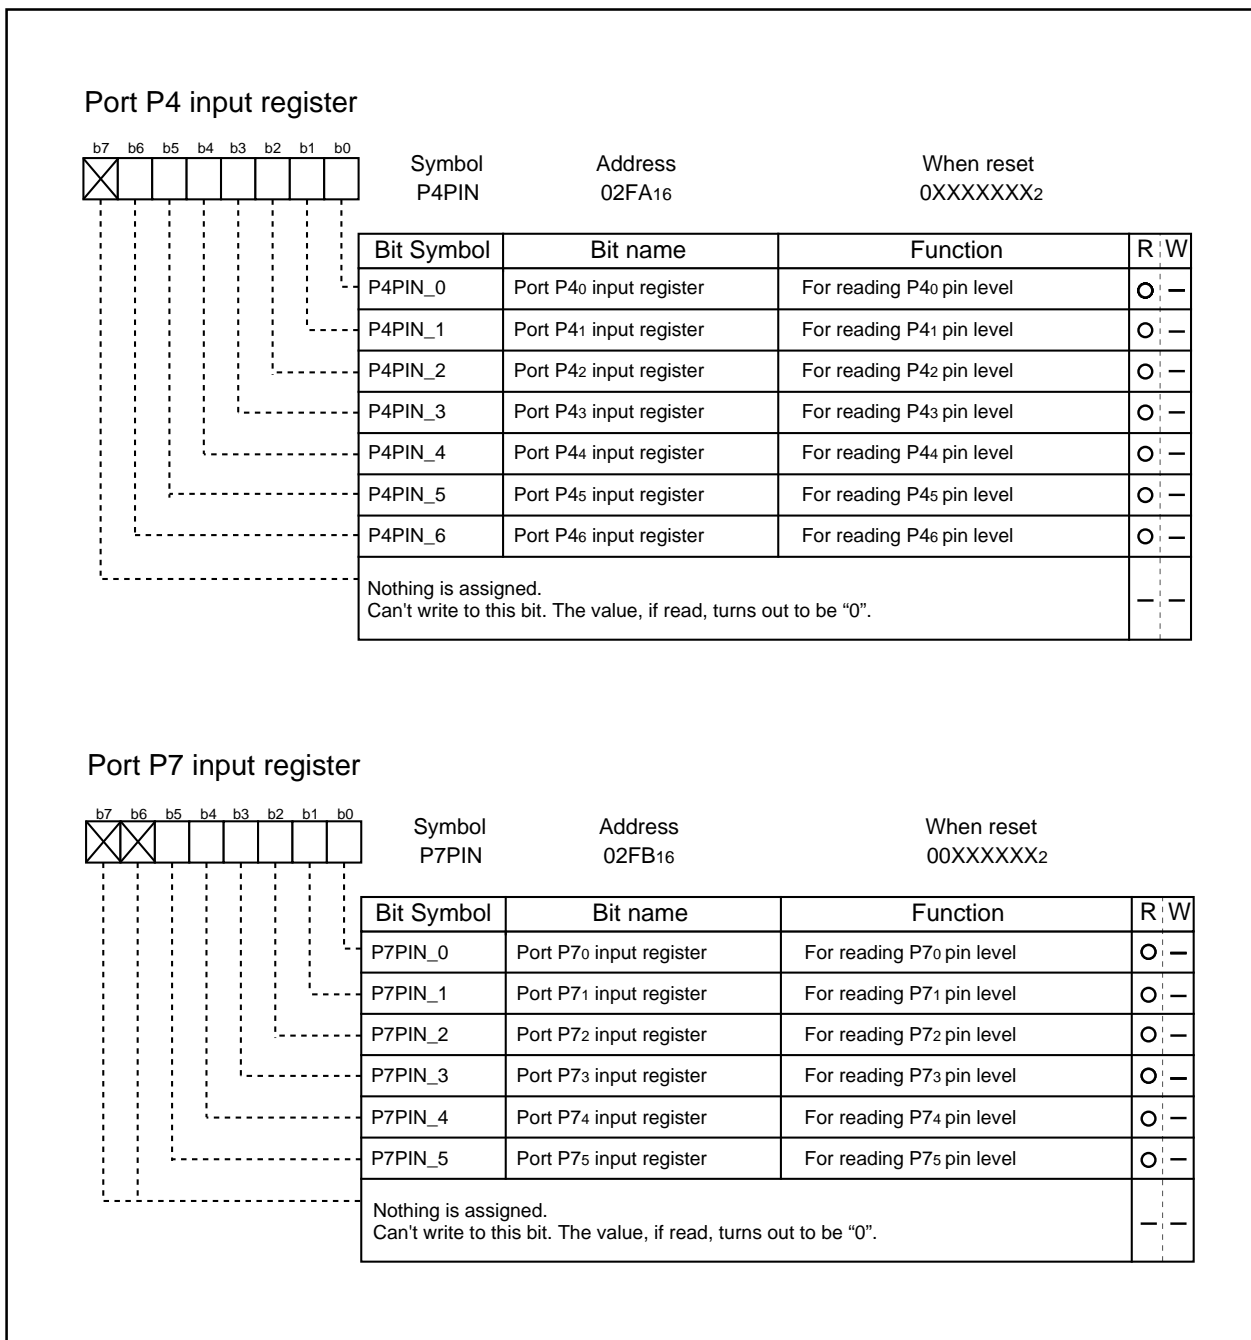 Port P4 input register
b7 b6 b5 b4 b3 b2 b1 b0
Symbol Address When reset
P4PIN 02FA16 0XXXXXXX2
Bit Symbol Bit name Function R W
P4PIN_0 Port P40 input register For reading P40 pin level O –
P4PIN_1 Port P41 input register For reading P41 pin level O –
P4PIN_2 Port P42 input register For reading P42 pin level O –
P4PIN_3 Port P43 input register For reading P43 pin level O –
P4PIN_4 Port P44 input register For reading P44 pin level O –
P4PIN_5 Port P45 input register For reading P45 pin level O –
P4PIN_6 Port P46 input register For reading P46 pin level O –
Nothing is assigned.
Can't write to this bit. The value, if read, turns out to be “0”. – –
Port P7 input register
b7 b6 b5 b4 b3 b2 b1 b0
Symbol Address When reset
P7PIN 02FB16 00XXXXXX2
Bit Symbol Bit name Function R W
P7PIN_0 Port P70 input register For reading P70 pin level O –
P7PIN_1 Port P71 input register For reading P71 pin level O –
P7PIN_2 Port P72 input register For reading P72 pin level O –
P7PIN_3 Port P73 input register For reading P73 pin level O –
P7PIN_4 Port P74 input register For reading P74 pin level O –
P7PIN_5 Port P75 input register For reading P75 pin level O –
Nothing is assigned.
Can't write to this bit. The value, if read, turns out to be “0”. – –